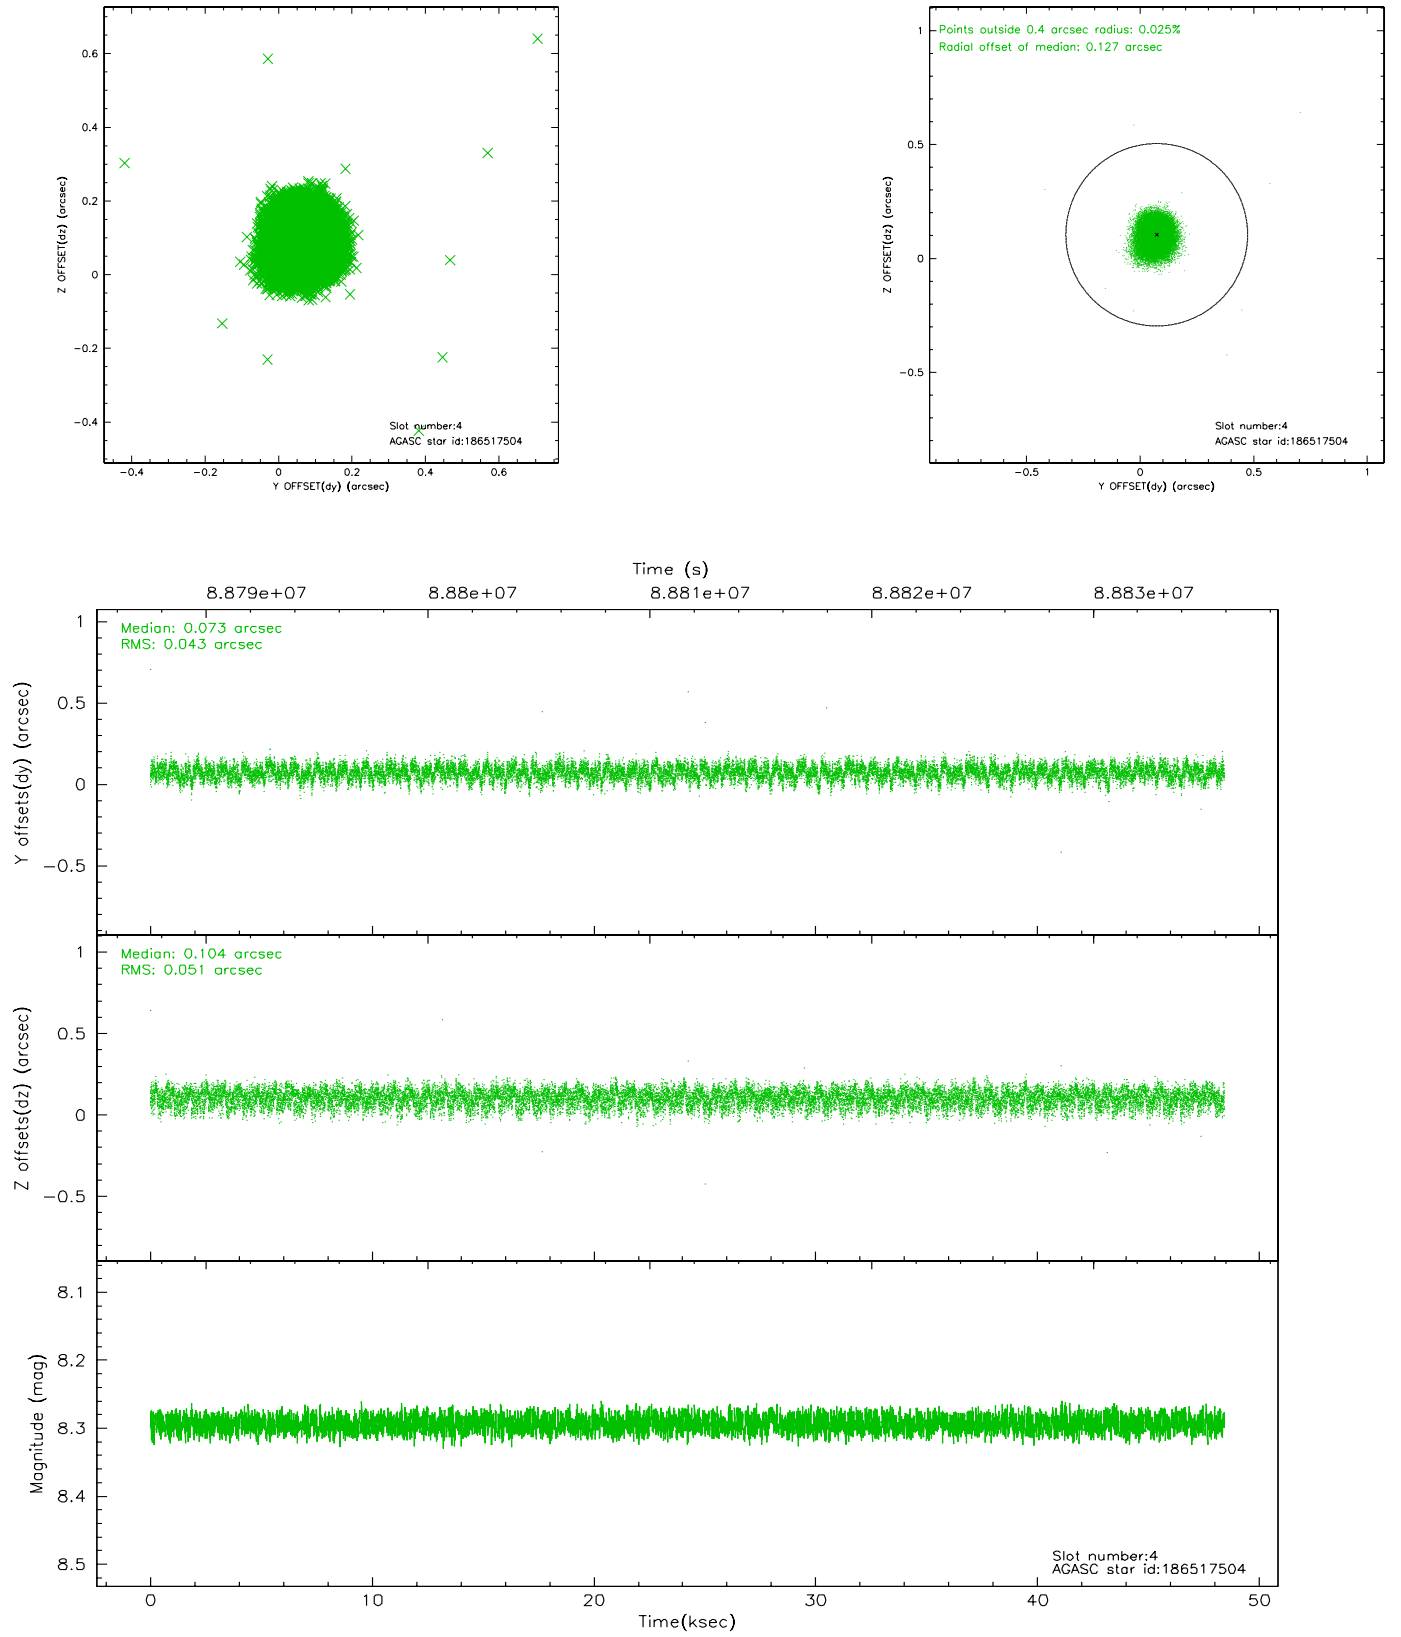 0.6
0.4
0.2
0
−0.2
−0.4
Z OFFSET(dz) (arcsec)
Slot number:4
AGASC star id:186517504
−0.4 −0.2 0 0.2 0.4 0.6
Y OFFSET(dy) (arcsec)
Points outside 0.4 arcsec radius: 0.025%
Radial offset of median: 0.127 arcsec
1
0.5
0
−0.5
Z OFFSET(dz) (arcsec)
Slot number:4
AGASC star id:186517504
−0.5 0 0.5 1
Y OFFSET(dy) (arcsec)
Time (s)
8.879e+07 8.88e+07 8.881e+07 8.882e+07 8.883e+07
Median: 0.073 arcsec
RMS: 0.043 arcsec
1
0.5
0
−0.5
Y offsets(dy) (arcsec)
Median: 0.104 arcsec
RMS: 0.051 arcsec
1
0.5
0
−0.5
Z offsets(dz) (arcsec)
8.1
8.2
8.3
8.4
8.5
Magnitude (mag)
Slot number:4
AGASC star id:186517504
0 10 20 30 40 50
Time(ksec)